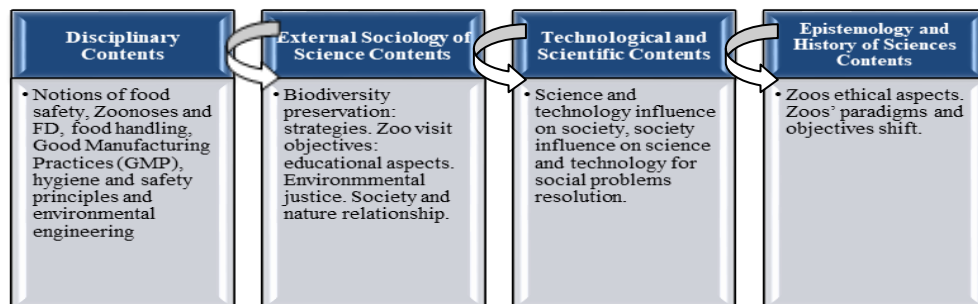 Disciplinary
Contents
• Notions of food
safety, Zoonoses and
FD, food handling,
Good Manufacturing
Practices (GMP),
hygiene and safety
principles and
environmental
engineering
External Sociology of
Science Contents
• Biodiversity
preservation:
strategies. Zoo visit
objectives:
educational aspects.
Environmmental
justice. Society and
nature relationship.
Technological and
Scientific Contents
• Science and
technology influence
on society, society
influence on science
and technology for
social problems
resolution.
Epistemology and
History of Sciences
Contents
• Zoos ethical aspects.
Zoos’ paradigms and
objectives shift.